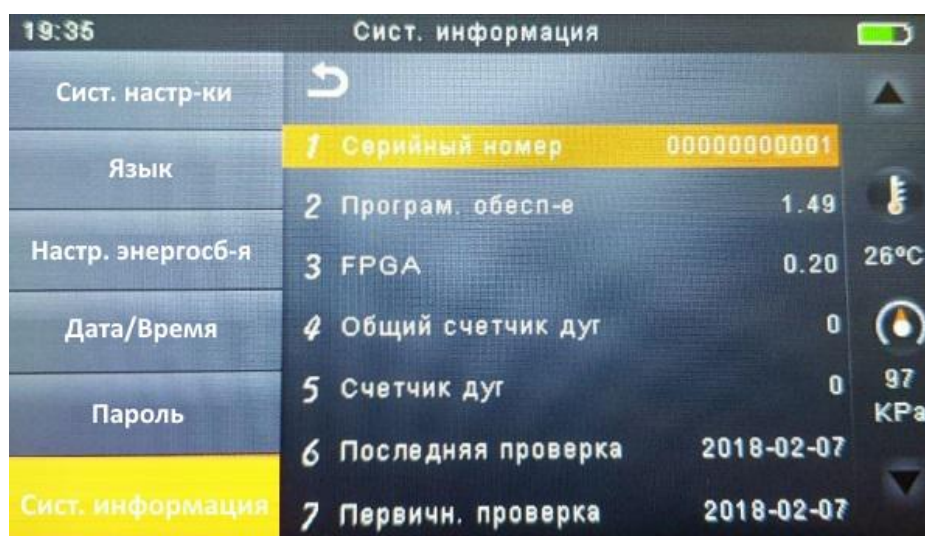 19:35
Сист. информация
Сист. настр-ки
Язык
Настр. энергосб-я
Дата/Время
Пароль
Сист. информация
1 Серийный номер 00000000001
2 Програм. обесп-е 1.49
3 FPGA 0.20
4 Общий счетчик дуг 0
5 Счетчик дуг 0
6 Последняя проверка 2018-02-07
7 Первичн. проверка 2018-02-07
26°C
97
KPa